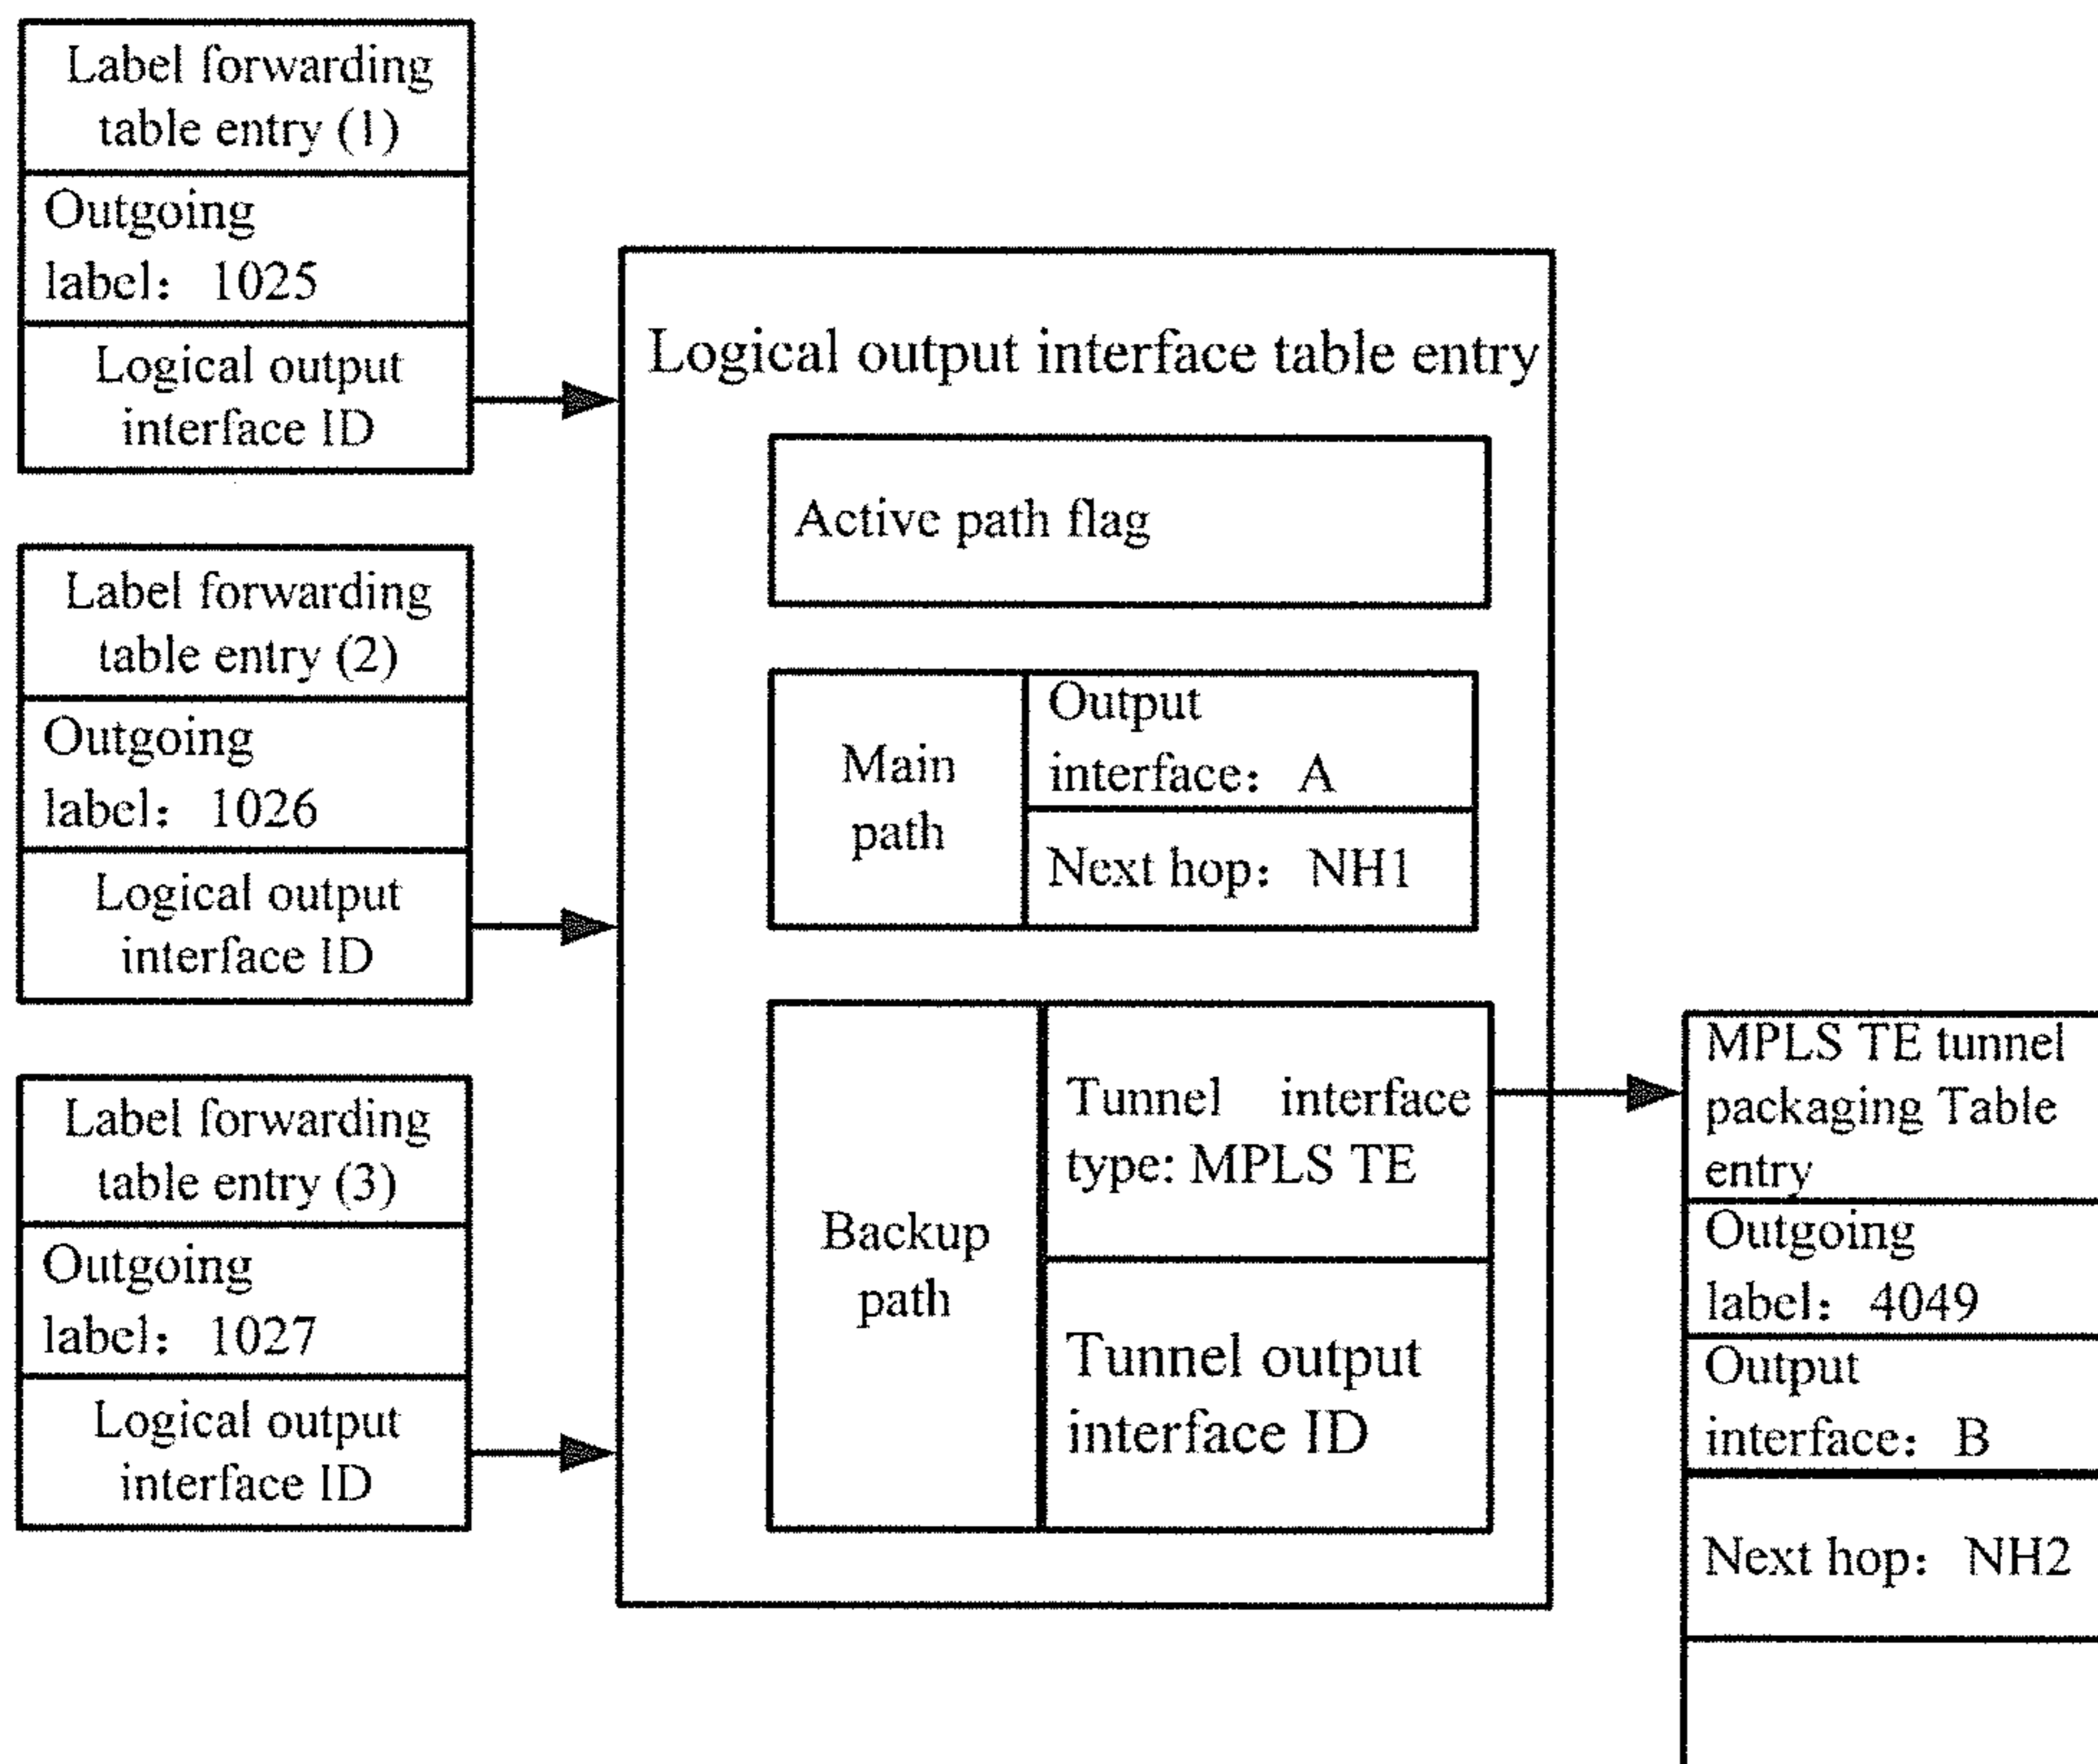 Label forwarding
table entry (1)
Outgoing
label： 1025
Logical output
interface ID
Label forwarding
table entry (2)
Outgoing
label： 1026
Logical output
interface ID
Label forwarding
table entry (3)
Outgoing
label： 1027
Logical output
interface ID
Logical output interface table entry
Active path flag
Main
path
Output
interface： A
Next hop： NH1
Backup
path
Tunnel interface
type: MPLS TE
Tunnel output
interface ID
MPLS TE tunnel
packaging Table
entry
Outgoing
label： 4049
Output
interface： B
Next hop： NH2